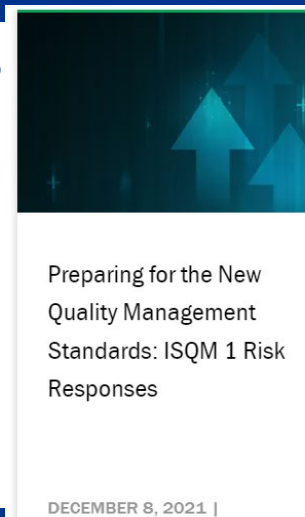 Preparing for the New
Quality Management
Standards: ISQM 1 Risk
Responses
DECEMBER 8, 2021 |